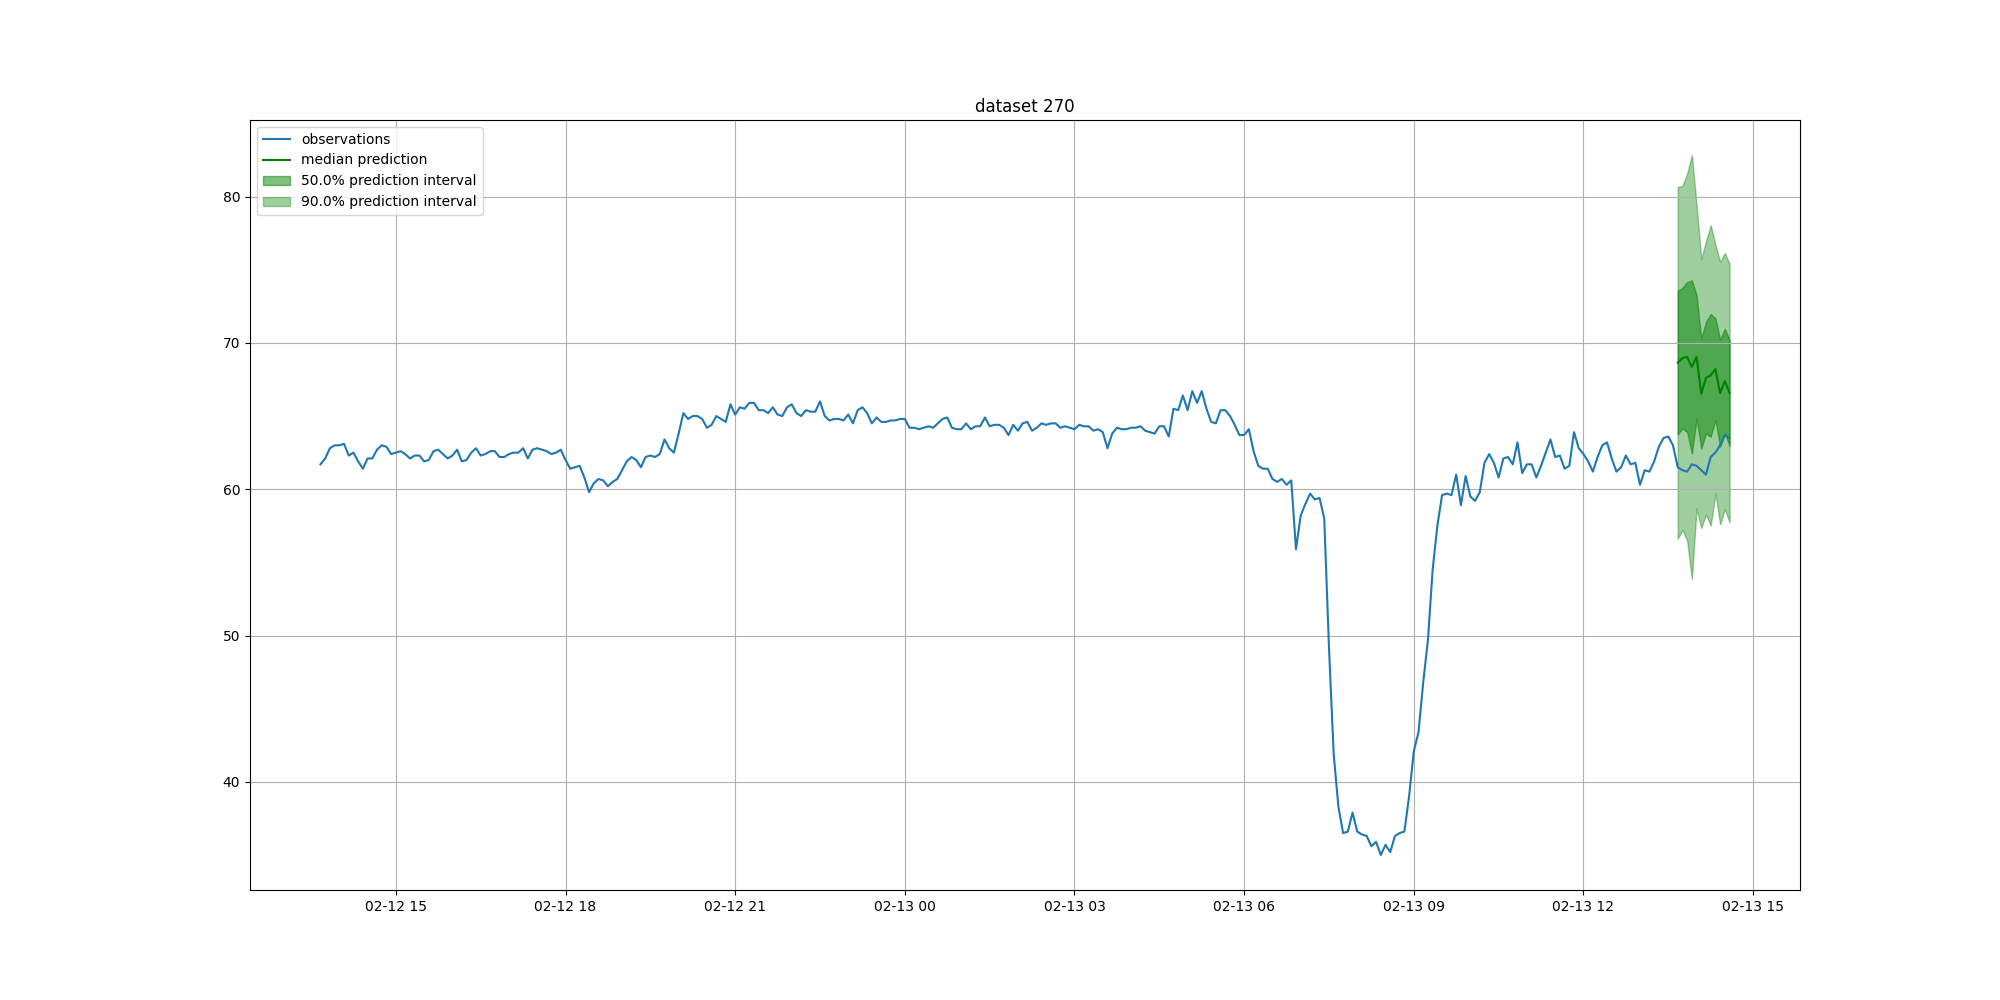 dataset 270
observations
median prediction
50.0% prediction interval
90.0% prediction interval
80
70
60
50
40
02-12 15
02-12 18
02-12 21
02-13 00
02-13 03
02-13 06
02-13 09
02-13 12
02-13 15